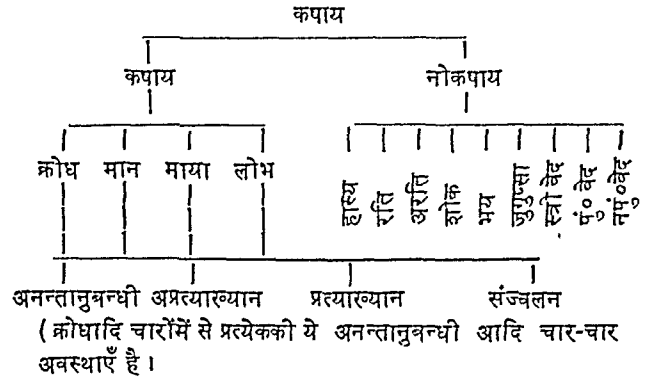 कषाय
कषाय नोकषाय
क्रोध मान माया लोभ
हास्य रति अरति शोक भय जुगुप्सा स्त्री वेद पुं० वेद नपुं० वेद
अनन्तानुबन्धी अप्रत्याख्यान प्रत्याख्यान संज्वलन
( क्रोधादि चारोंमें से प्रत्येककी ये अनन्तानुबन्धी आदि चार-चार
अवस्थाएँ है।